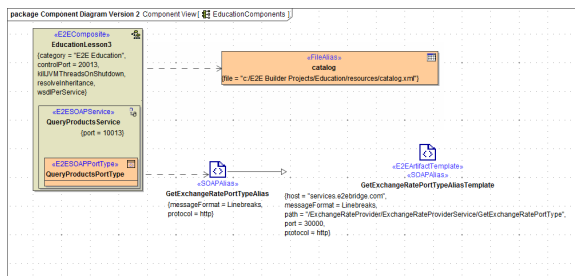 package Component Diagram Version 2 Component View [ EducationComponents ]
«E2EComposite»
EducationLesson3
{category = "E2E Education",
controlPort = 20013,
killJVMThreadsOnShutdown,
resolveInheritance,
wsdlPerService}
«E2ESOAPService»
QueryProductsService
{port = 10013}
«E2ESOAPPortType»
QueryProductsPortType
«FileAlias»
catalog
{file = "c:/E2E Builder Projects/Education/resources/catalog.xml"}
«SOAPAlias»
GetExchangeRatePortTypeAlias
{messageFormat = Linebreaks,
protocol = http}
«E2EArtifactTemplate»
«SOAPAlias»
GetExchangeRatePortTypeAliasTemplate
{host = "services.e2ebridge.com",
messageFormat = Linebreaks,
path = "/ExchangeRateProvider/ExchangeRateProviderService/GetExchangeRatePortType",
port = 30000,
protocol = http}